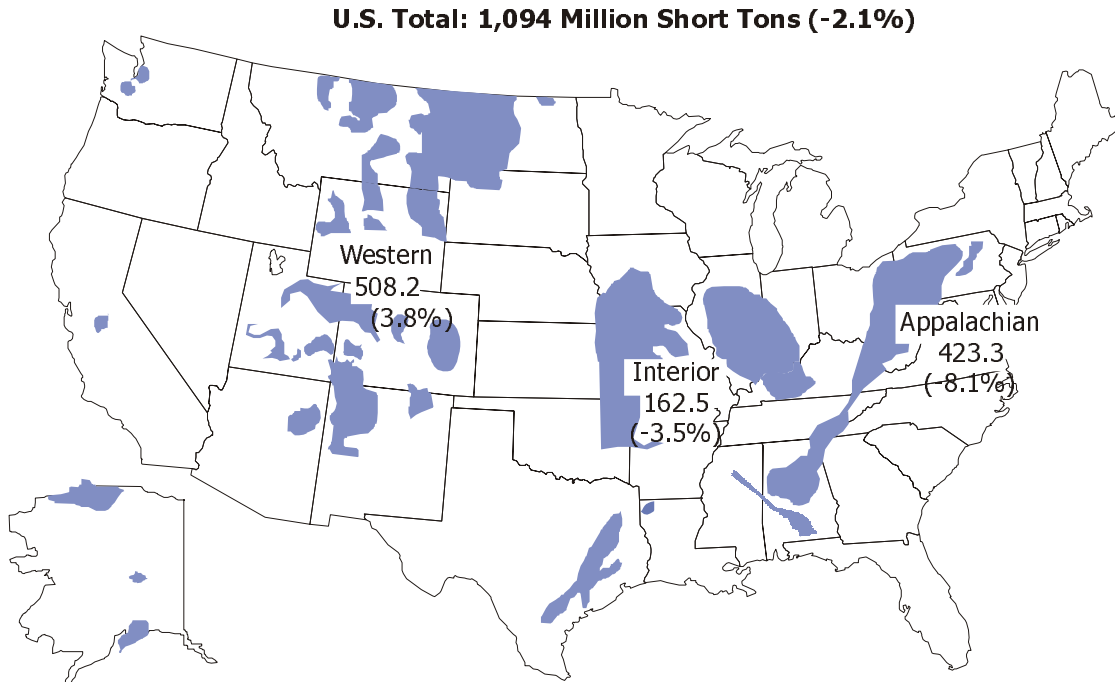 U.S. Total: 1,094 Million Short Tons (-2.1%)
Western
508.2
(3.8%)
Appalachian
423.3
(-8.1%)
Interior
162.5
(-3.5%)